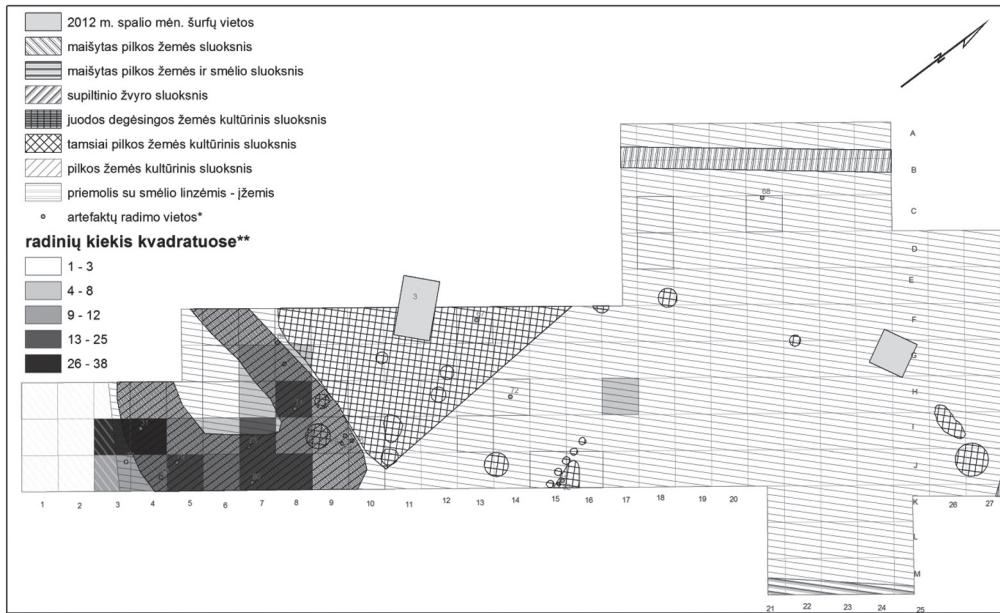 2012 m. spalio mėn. šurfų vietos
maišytas pilkos žemės sluoksnis
maišytas pilkos žemės ir smėlio sluoksnis
supiltinio žvyro sluoksnis
juodos degėsingos žemės kultūrinis sluoksnis
tamsiai pilkos žemės kultūrinis sluoksnis
pilkos žemės kultūrinis sluoksnis
priemolis su smėlio linzėmis - įžemis
artefaktų radimo vietos*
radinių kiekis kvadratuose**
1 - 3
4 - 8
9 - 12
13 - 25
26 - 38
N
A
B
68
C
D
E
3
F
G
H
72
I
J
1 2 3 4 5 6 7 8 9 10 11 12 13 14 15 16 17 18 19 20 K 26 27
L
M
21 22 23 24 25